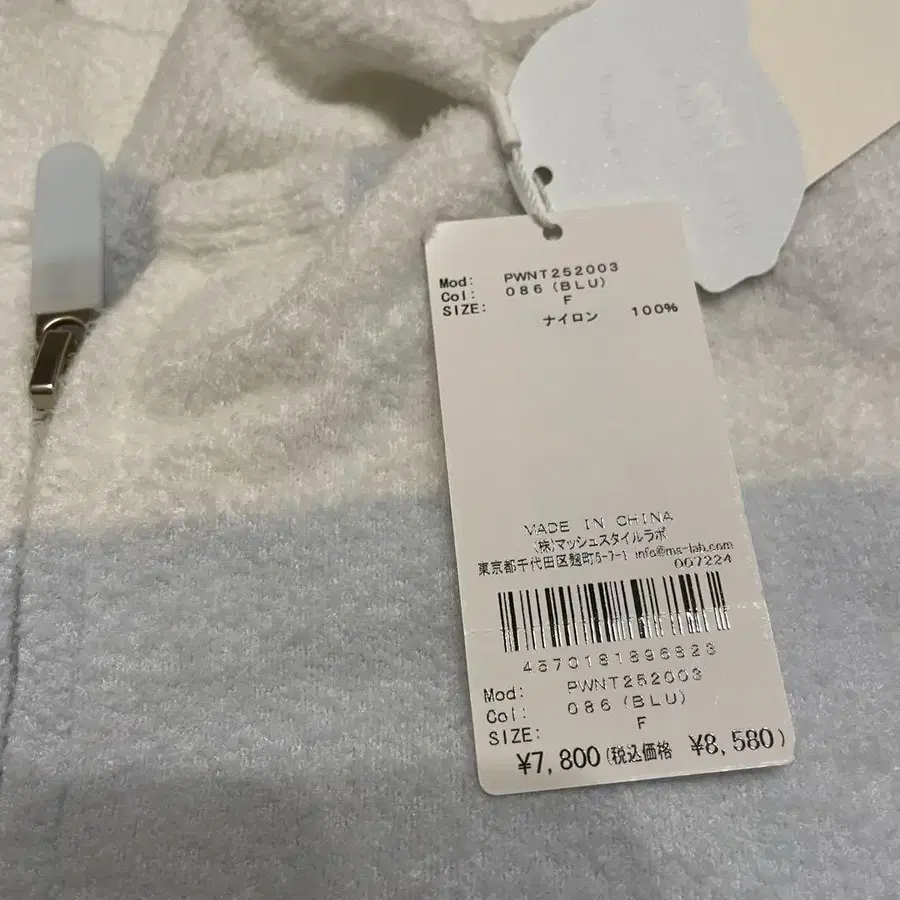 Mod: PWNT252003
Col: 086 (BLU)
SIZE: F
ナイロン 100%
MADE IN CHINA
(株)マッシュスタイルラボ
東京都千代田区麹町5-7-1 info@ms-lab.com
007224
4570181896823
Mod: PWNT252003
Col: 086 (BLU)
SIZE: F
¥7,800(税込価格 ¥8,580)